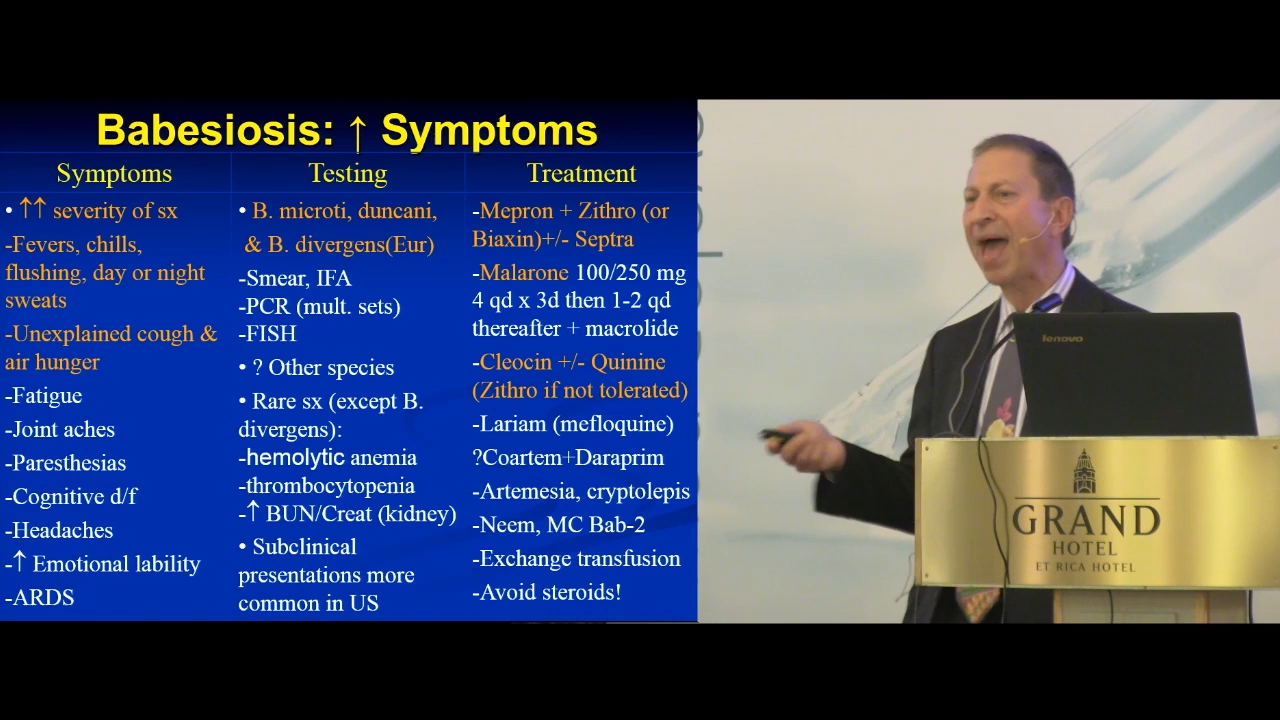 Babesiosis: ↑ Symptoms
Symptoms
• ↑↑ severity of sx
-Fevers, chills,
flushing, day or night
sweats
-Unexplained cough &
air hunger
-Fatigue
-Joint aches
-Paresthesias
-Cognitive d/f
-Headaches
-↑ Emotional lability
-ARDS
Testing
• B. microti, duncani,
& B. divergens(Eur)
-Smear, IFA
-PCR (mult. sets)
-FISH
• ? Other species
• Rare sx (except B.
divergens):
-hemolytic anemia
-thrombocytopenia
-↑ BUN/Creat (kidney)
• Subclinical
presentations more
common in US
Treatment
-Mepron + Zithro (or
Biaxin)+/- Septra
-Malarone 100/250 mg
4 qd x 3d then 1-2 qd
thereafter + macrolide
-Cleocin +/- Quinine
(Zithro if not tolerated)
-Lariam (mefloquine)
?Coartem+Daraprim
-Artemesia, cryptolepis
-Neem, MC Bab-2
-Exchange transfusion
-Avoid steroids!
lenovo
GRAND
HOTEL
ET RICA HOTEL